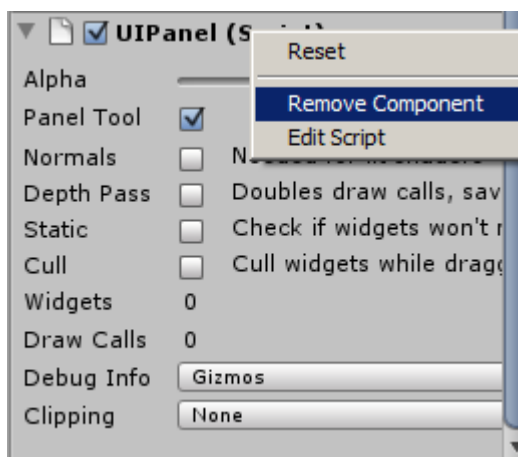 UIPanel (S
Reset
Alpha
Remove Component
Panel Tool
Edit Script
Normals
Depth Pass Doubles draw calls, sav
Static Check if widgets won't
Cull Cull widgets while drag
Widgets 0
Draw Calls 0
Debug Info Gizmos
Clipping None